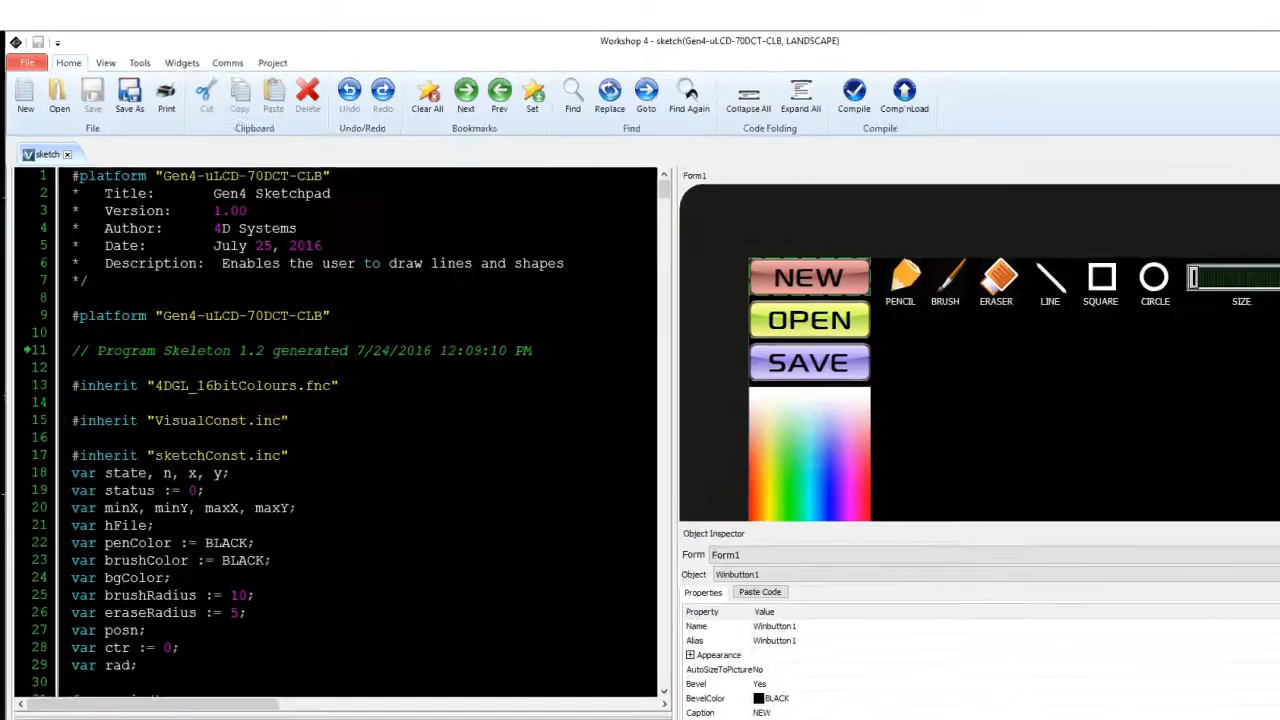 Workshop 4 - sketch(Gen4-uLCD-70DCT-CLB, LANDSCAPE)
File Home View Tools Widgets Comms Project
New Open Save Save As Print Cut Copy Paste Delete Undo Redo Clear All Next Prev Set Find Replace Goto Find Again Collapse All Expand All Compile Comp'nLoad
File Clipboard Undo/Redo Bookmarks Find Code Folding Compile
sketch
1 #platform "Gen4-uLCD-70DCT-CLB"
2 * Title: Gen4 Sketchpad
3 * Version: 1.00
4 * Author: 4D Systems
5 * Date: July 25, 2016
6 * Description: Enables the user to draw lines and shapes
7 */
8
9 #platform "Gen4-uLCD-70DCT-CLB"
10
11 // Program Skeleton 1.2 generated 7/24/2016 12:09:10 PM
12
13 #inherit "4DGL_16bitColours.fnc"
14
15 #inherit "VisualConst.inc"
16
17 #inherit "sketchConst.inc"
18 var state, n, x, y;
19 var status := 0;
20 var minX, minY, maxX, maxY;
21 var hFile;
22 var penColor := BLACK;
23 var brushColor := BLACK;
24 var bgColor;
25 var brushRadius := 10;
26 var eraseRadius := 5;
27 var posn;
28 var ctr := 0;
29 var rad;
30
Form1
NEW
OPEN
SAVE
PENCIL BRUSH ERASER LINE SQUARE CIRCLE SIZE
Object Inspector
Form Form1
Object Winbutton1
Properties Paste Code
Property Value
Name Winbutton1
Alias Winbutton1
Appearance
AutoSizeToPicture No
Bevel Yes
BevelColor BLACK
Caption NEW